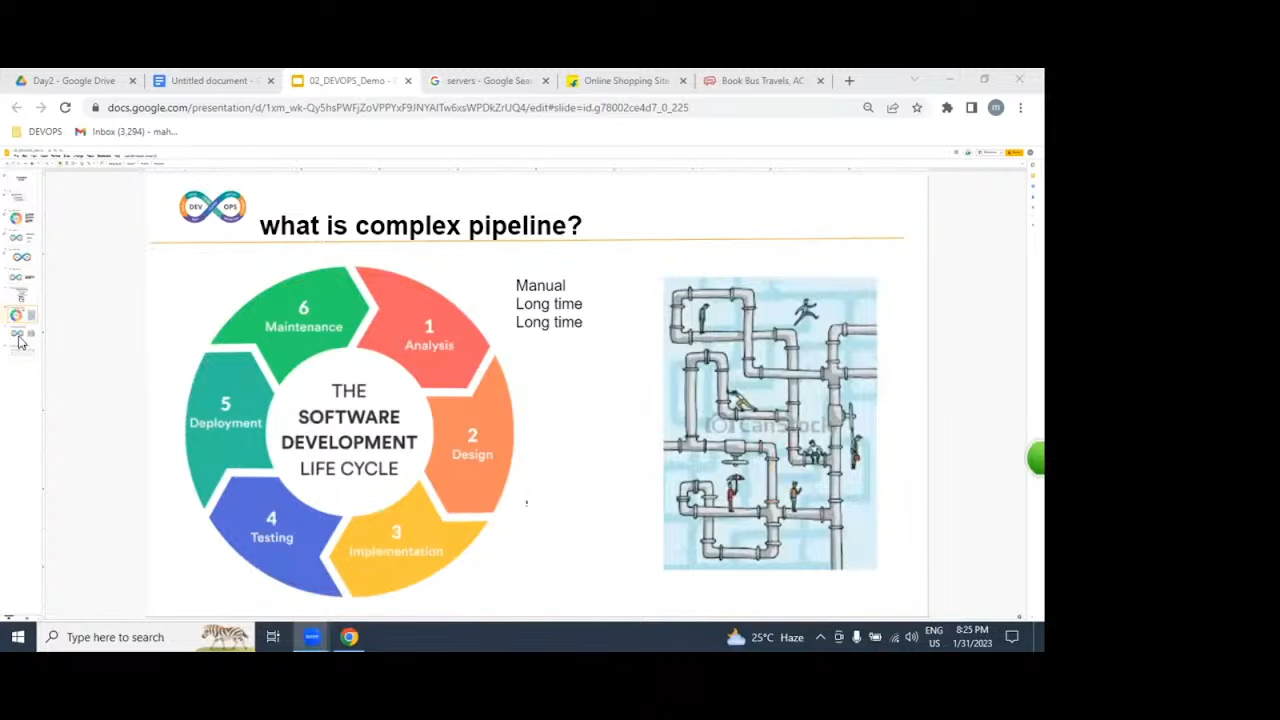 Day2 - Google Drive
Untitled document -
02_DEVOPS_Demo -
servers - Google Sea
Online Shopping Site
Book Bus Travels, AC
docs.google.com/presentation/d/1xm_wk-Qy5hsPWFjZoVPPYxF9JNYAITw6xsWPDkZrUQ4/edit#slide=id.g78002ce4d7_0_225
m
DEVOPS
Inbox (3,294) - mah...
DEV OPS
what is complex pipeline?
Manual
Long time
Long time
1
Analysis
2
Design
3
Implementation
4
Testing
5
Deployment
6
Maintenance
THE
SOFTWARE
DEVELOPMENT
LIFE CYCLE
CanStock
Type here to search
25°C Haze
ENG
US
8:25 PM
1/31/2023